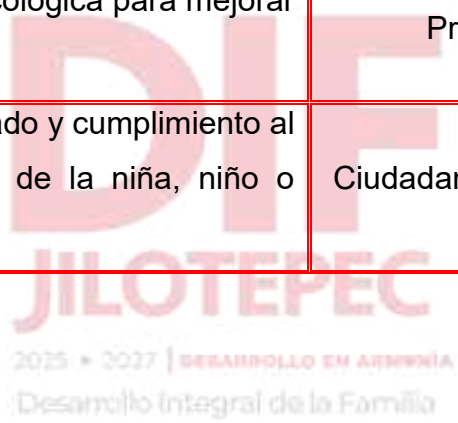 cológica para mejorar
Pr
ado y cumplimiento al
de la niña, niño o
Ciudadan
DIF
JILOTEPEC
2025 • 2027 | DESARROLLO EN ARMONÍA
Desarrollo Integral de la Familia